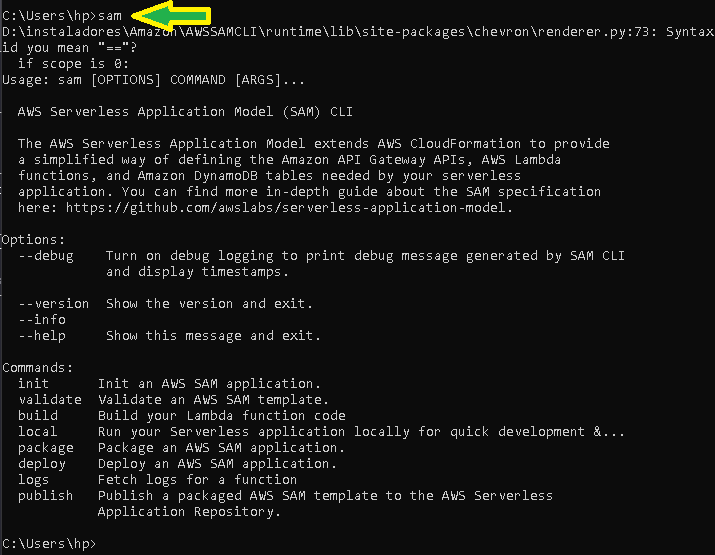 C:\Users\hp>sam
D:\instaladores\Amazon\AWSSAMCLI\runtime\lib\site-packages\chevron\renderer.py:73: Syntax
id you mean "=="?
  if scope is 0:
Usage: sam [OPTIONS] COMMAND [ARGS]...

  AWS Serverless Application Model (SAM) CLI

  The AWS Serverless Application Model extends AWS CloudFormation to provide
  a simplified way of defining the Amazon API Gateway APIs, AWS Lambda
  functions, and Amazon DynamoDB tables needed by your serverless
  application. You can find more in-depth guide about the SAM specification
  here: https://github.com/awslabs/serverless-application-model.

Options:
  --debug    Turn on debug logging to print debug message generated by SAM CLI
             and display timestamps.

  --version  Show the version and exit.
  --info
  --help     Show this message and exit.

Commands:
  init      Init an AWS SAM application.
  validate  Validate an AWS SAM template.
  build     Build your Lambda function code
  local     Run your Serverless application locally for quick development &...
  package   Package an AWS SAM application.
  deploy    Deploy an AWS SAM application.
  logs      Fetch logs for a function
  publish   Publish a packaged AWS SAM template to the AWS Serverless
            Application Repository.

C:\Users\hp>